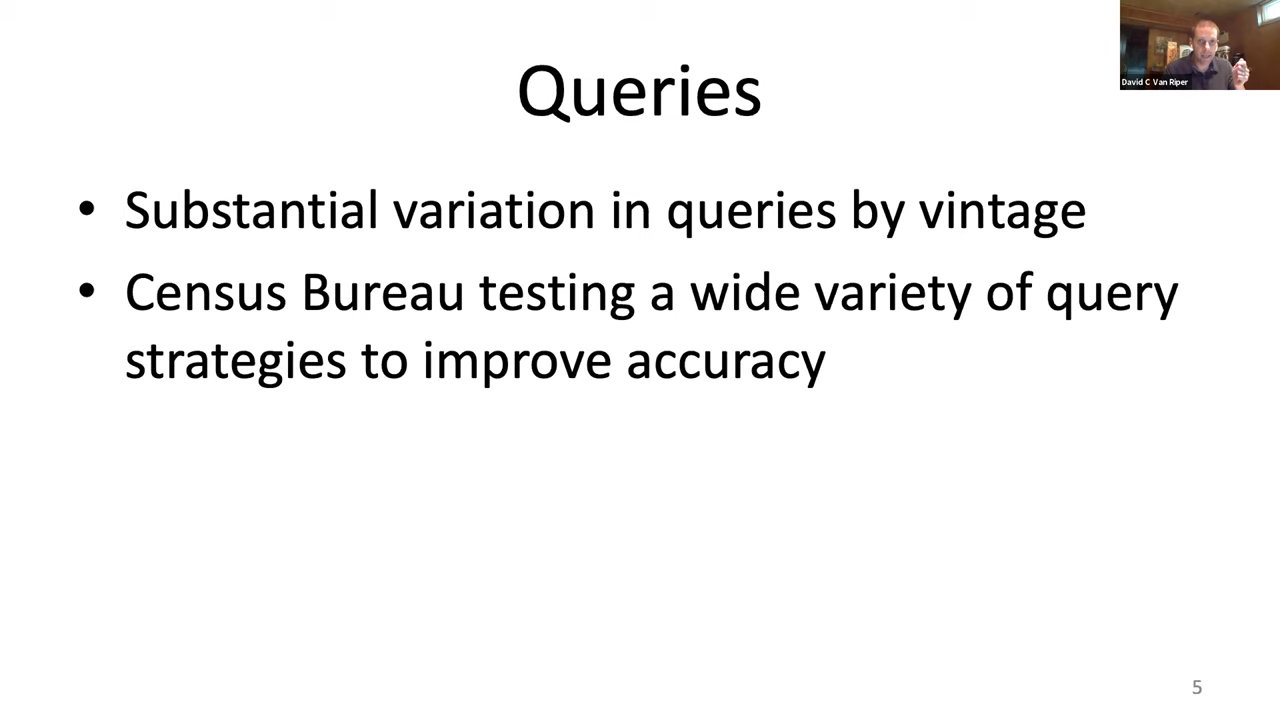 David C Van Riper
Queries
• Substantial variation in queries by vintage
• Census Bureau testing a wide variety of query
strategies to improve accuracy
5